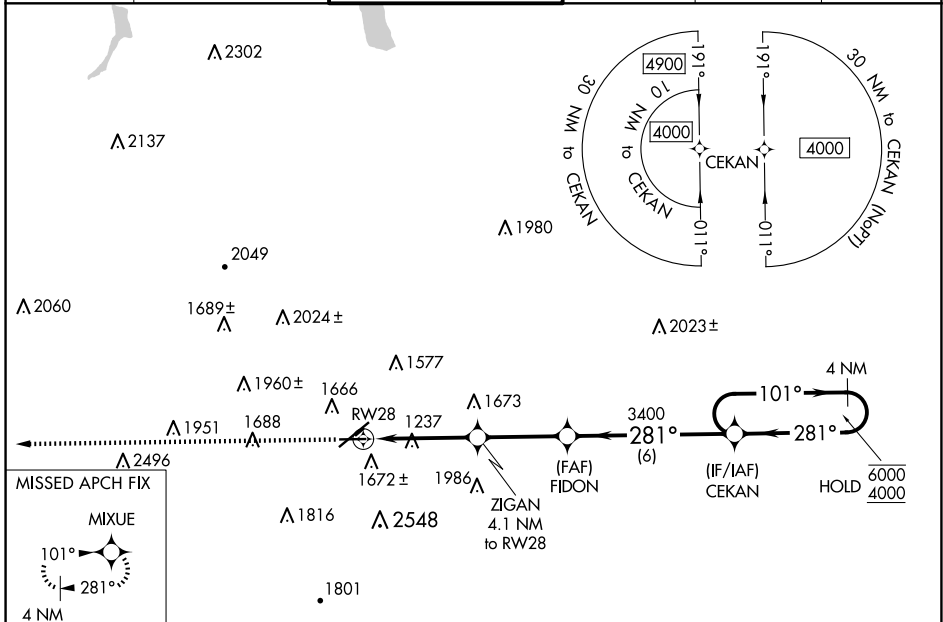 2302
2137
4900
191°
191°
30 NM to CEKAN
10 NM to CEKAN
4000
CEKAN
4000
30 NM to CEKAN (NoPT)
011°
011°
1980
2049
2060
1689±
2024±
2023±
1577
4 NM
1960±
1666
1673
101°
RW28
3400
1951
1688
1237
281°
281°
(6)
2496
1672±
1986
(FAF)
FIDON
(IF/IAF)
CEKAN
HOLD
6000
4000
MISSED APCH FIX
ZIGAN
4.1 NM
to RW28
MIXUE
1816
2548
101°
281°
1801
4 NM